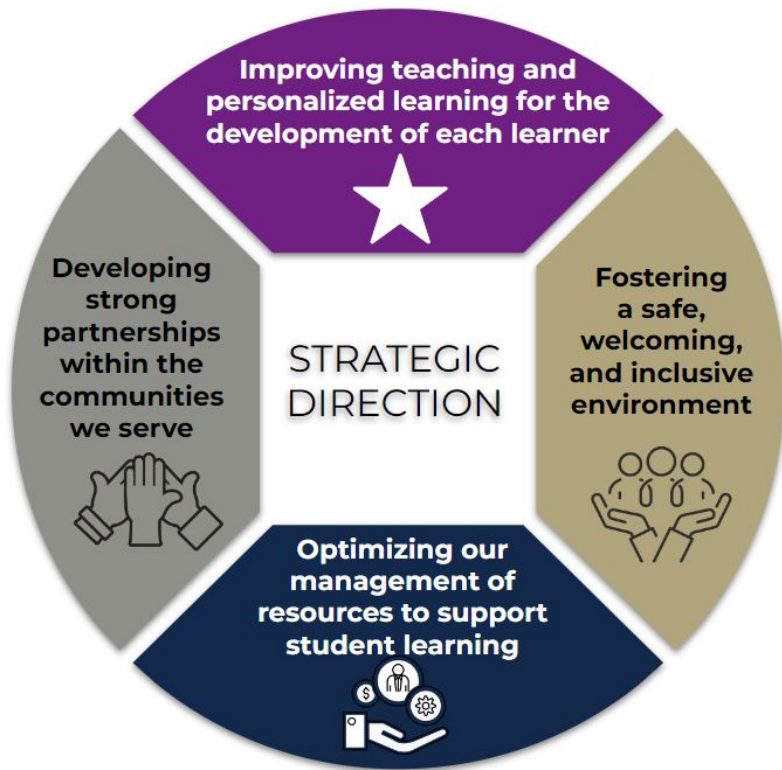 Improving teaching and
personalized learning for the
development of each learner
Developing
strong
partnerships
within the
communities
we serve
STRATEGIC
DIRECTION
Fostering
a safe,
welcoming,
and inclusive
environment
Optimizing our
management of
resources to support
student learning
$